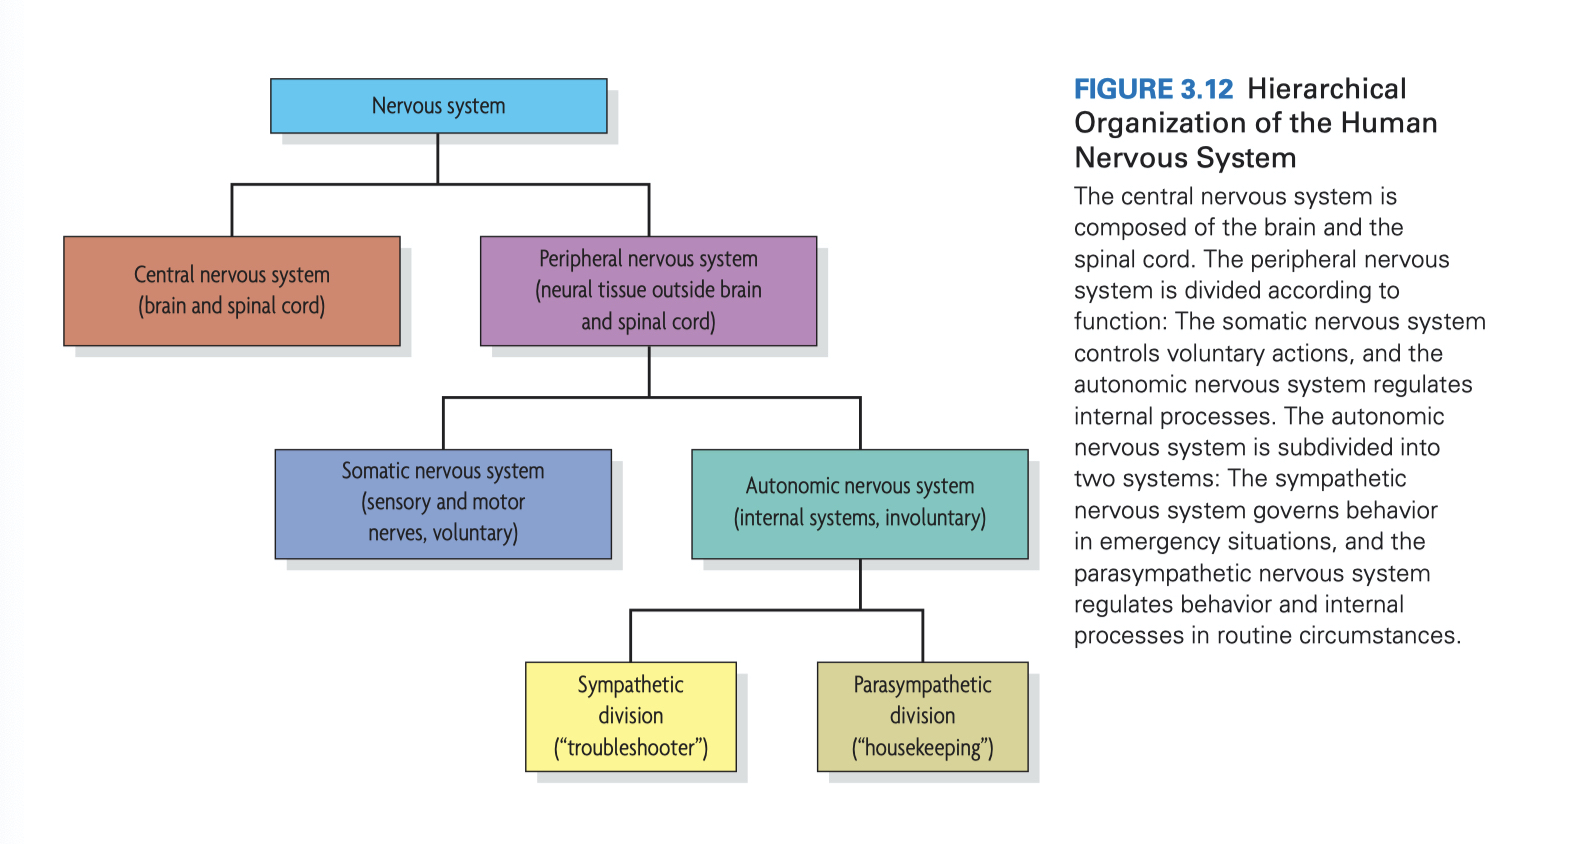 Nervous system
Central nervous system
(brain and spinal cord)
Peripheral nervous system
(neural tissue outside brain
and spinal cord)
Somatic nervous system
(sensory and motor
nerves, voluntary)
Autonomic nervous system
(internal systems, involuntary)
Sympathetic
division
(“troubleshooter”)
Parasympathetic
division
(“housekeeping”)
FIGURE 3.12 Hierarchical
Organization of the Human
Nervous System
The central nervous system is
composed of the brain and the
spinal cord. The peripheral nervous
system is divided according to
function: The somatic nervous system
controls voluntary actions, and the
autonomic nervous system regulates
internal processes. The autonomic
nervous system is subdivided into
two systems: The sympathetic
nervous system governs behavior
in emergency situations, and the
parasympathetic nervous system
regulates behavior and internal
processes in routine circumstances.